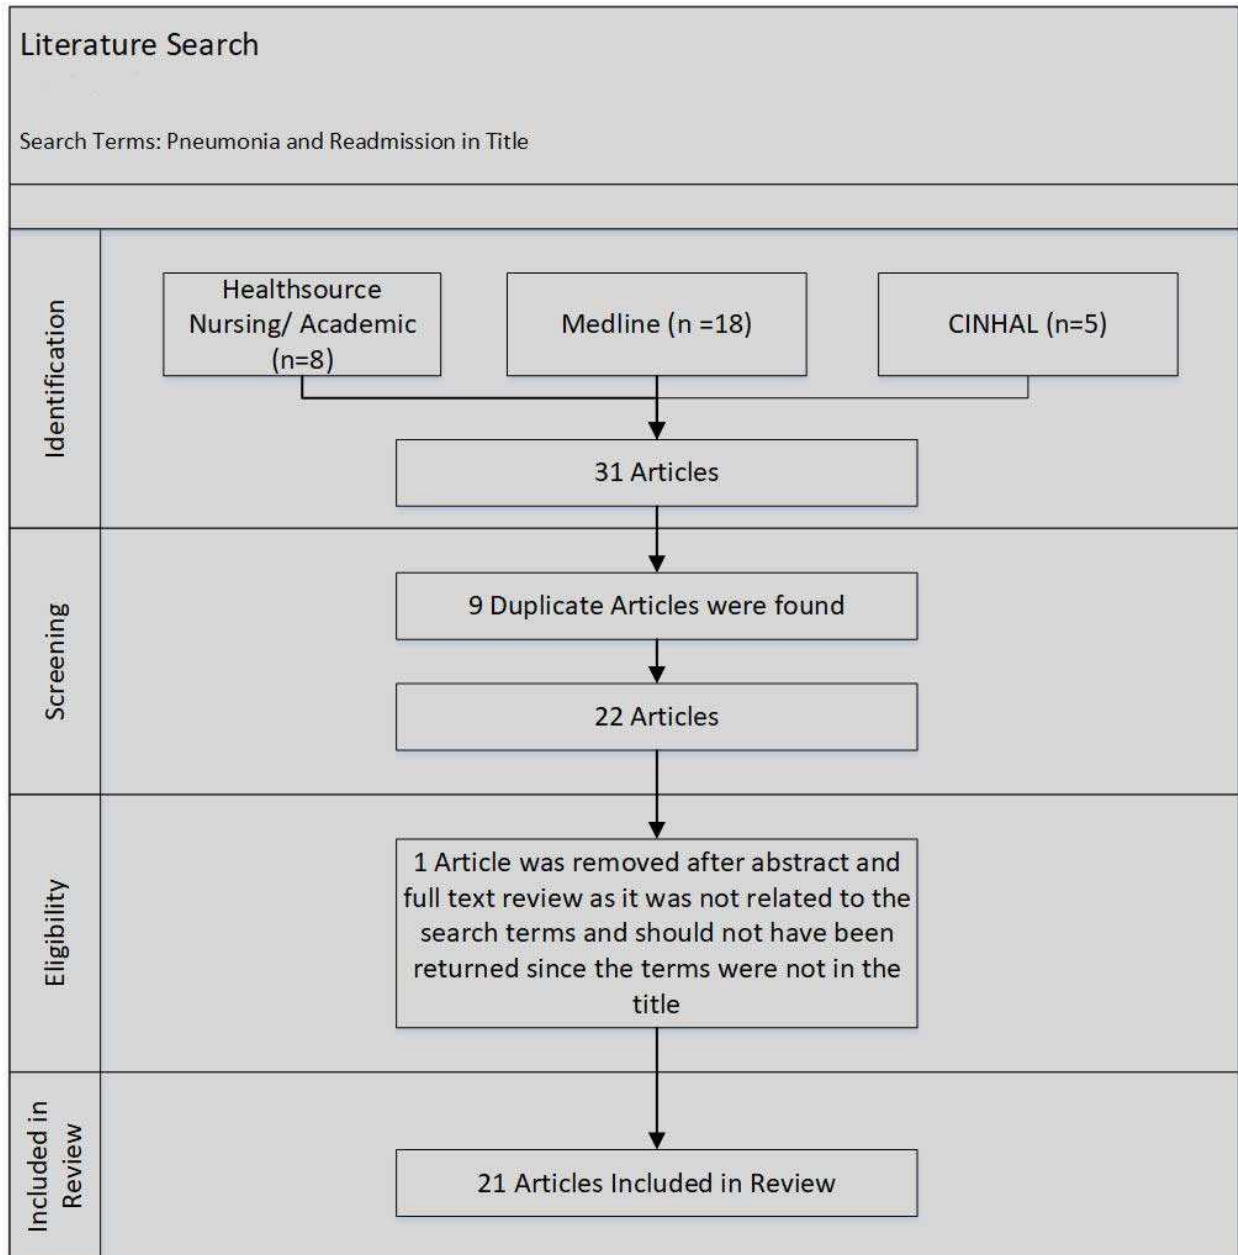 Literature Search
Search Terms: Pneumonia and Readmission in Title
Identification
Healthsource
Nursing/ Academic
(n=8)
Medline (n =18)
CINHAL (n=5)
31 Articles
Screening
9 Duplicate Articles were found
22 Articles
Eligibility
1 Article was removed after abstract and
full text review as it was not related to the
search terms and should not have been
returned since the terms were not in the
title
Included in
Review
21 Articles Included in Review